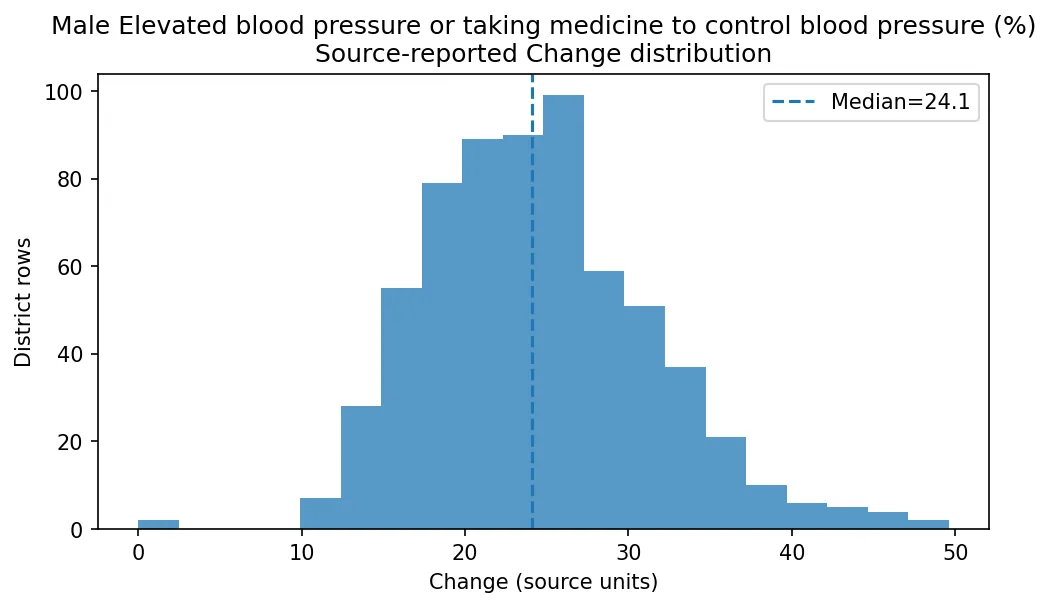 Male Elevated blood pressure or taking medicine to control blood pressure (%)
Source-reported Change distribution
Median=24.1
District rows
100
80
60
40
20
0
0 10 20 30 40 50
Change (source units)